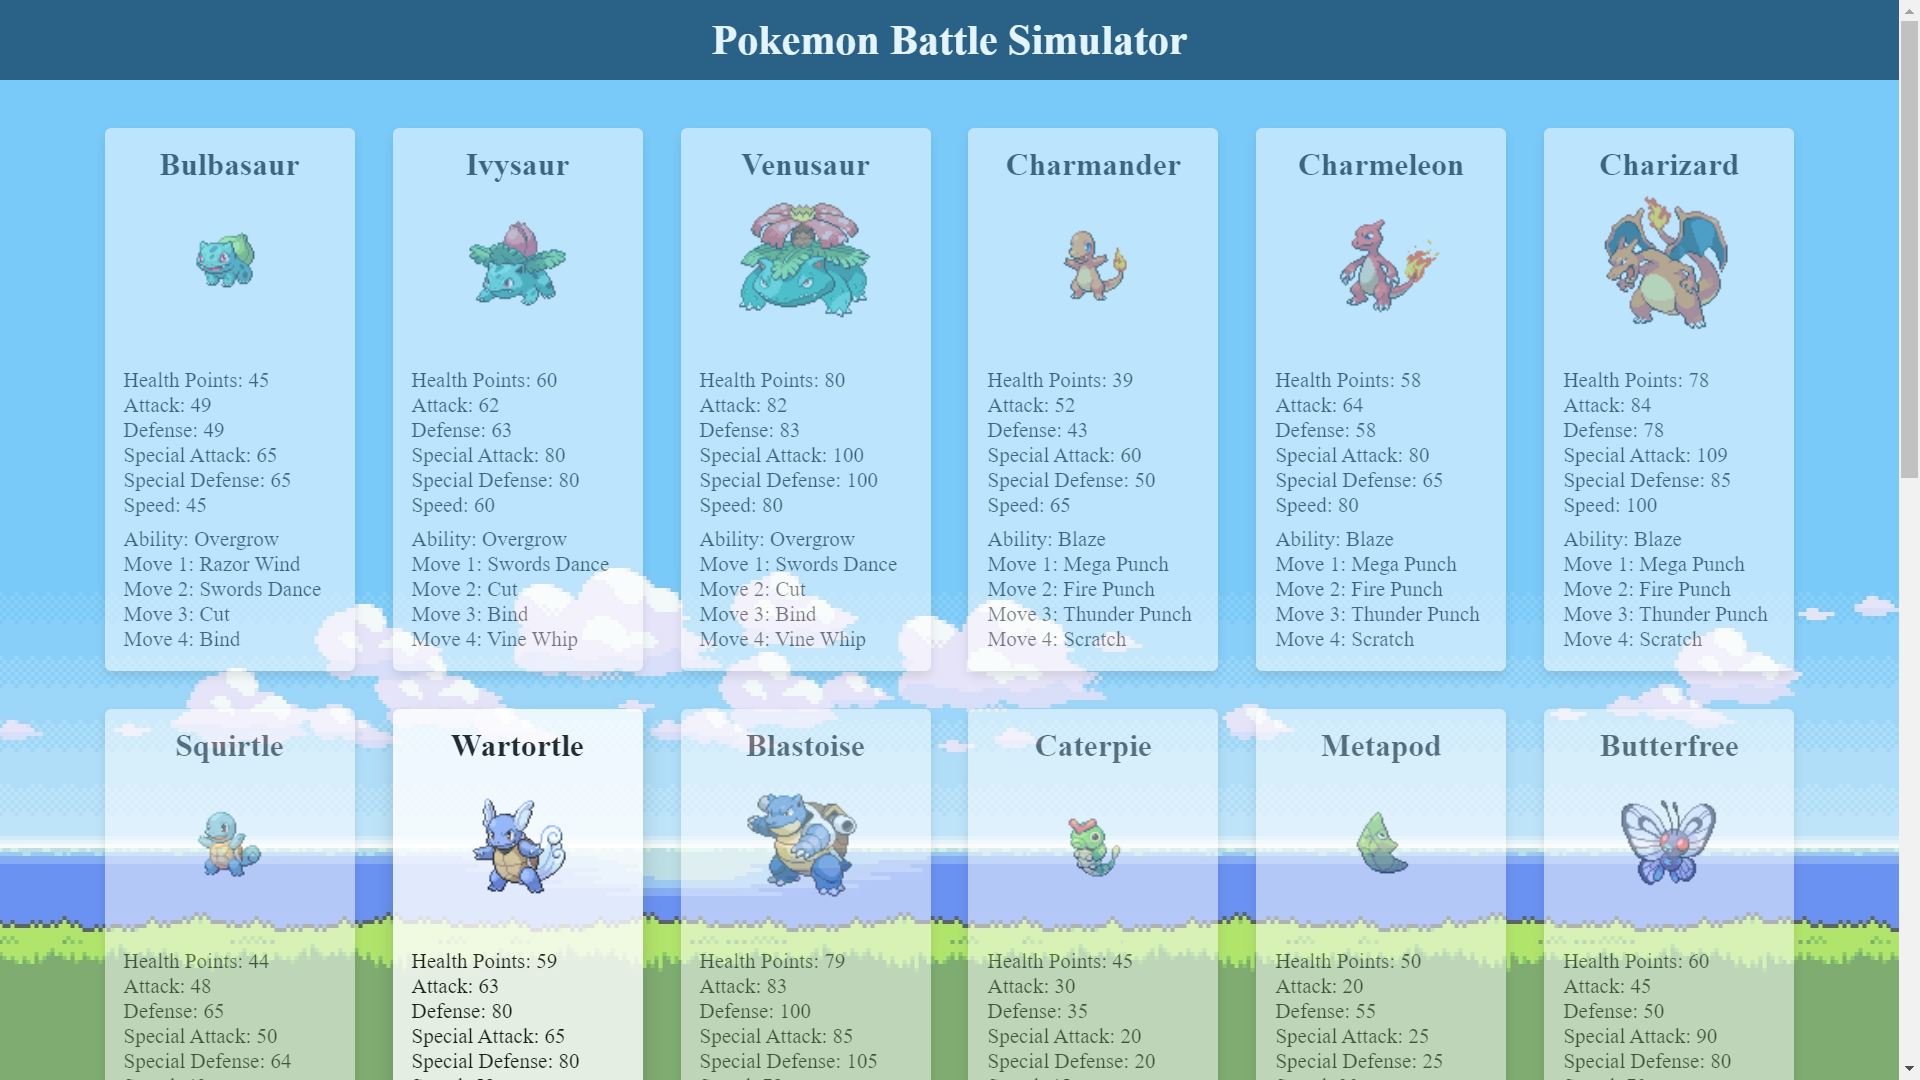 Pokemon Battle Simulator
Bulbasaur
Health Points: 45
Attack: 49
Defense: 49
Special Attack: 65
Special Defense: 65
Speed: 45
Ability: Overgrow
Move 1: Razor Wind
Move 2: Swords Dance
Move 3: Cut
Move 4: Bind
Ivysaur
Health Points: 60
Attack: 62
Defense: 63
Special Attack: 80
Special Defense: 80
Speed: 60
Ability: Overgrow
Move 1: Swords Dance
Move 2: Cut
Move 3: Bind
Move 4: Vine Whip
Venusaur
Health Points: 80
Attack: 82
Defense: 83
Special Attack: 100
Special Defense: 100
Speed: 80
Ability: Overgrow
Move 1: Swords Dance
Move 2: Cut
Move 3: Bind
Move 4: Vine Whip
Charmander
Health Points: 39
Attack: 52
Defense: 43
Special Attack: 60
Special Defense: 50
Speed: 65
Ability: Blaze
Move 1: Mega Punch
Move 2: Fire Punch
Move 3: Thunder Punch
Move 4: Scratch
Charmeleon
Health Points: 58
Attack: 64
Defense: 58
Special Attack: 80
Special Defense: 65
Speed: 80
Ability: Blaze
Move 1: Mega Punch
Move 2: Fire Punch
Move 3: Thunder Punch
Move 4: Scratch
Charizard
Health Points: 78
Attack: 84
Defense: 78
Special Attack: 109
Special Defense: 85
Speed: 100
Ability: Blaze
Move 1: Mega Punch
Move 2: Fire Punch
Move 3: Thunder Punch
Move 4: Scratch
Squirtle
Health Points: 44
Attack: 48
Defense: 65
Special Attack: 50
Special Defense: 64
Wartortle
Health Points: 59
Attack: 63
Defense: 80
Special Attack: 65
Special Defense: 80
Blastoise
Health Points: 79
Attack: 83
Defense: 100
Special Attack: 85
Special Defense: 105
Caterpie
Health Points: 45
Attack: 30
Defense: 35
Special Attack: 20
Special Defense: 20
Metapod
Health Points: 50
Attack: 20
Defense: 55
Special Attack: 25
Special Defense: 25
Butterfree
Health Points: 60
Attack: 45
Defense: 50
Special Attack: 90
Special Defense: 80